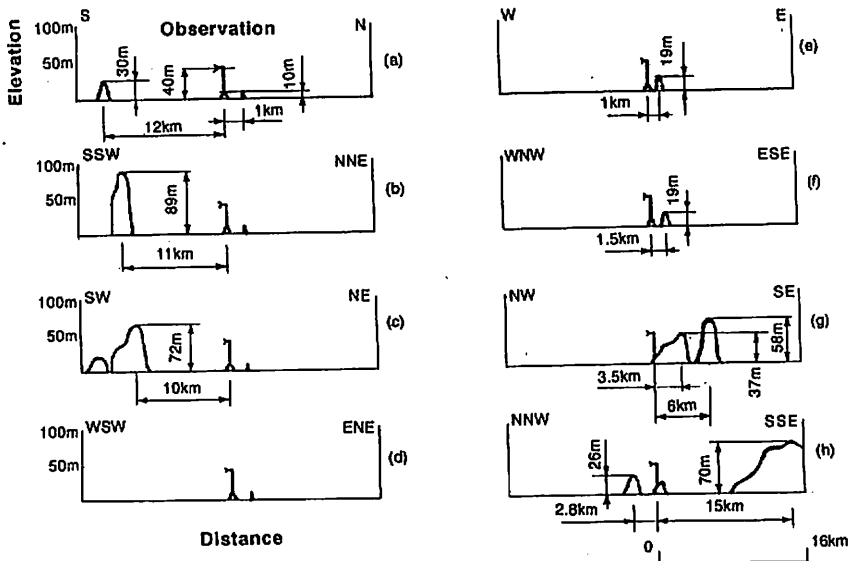 Elevation
Observation
Distance
S
N
100m
50m
30m
40m
10m
12km
1km
(a)
SSW
NNE
100m
50m
89m
11km
(b)
SW
NE
100m
50m
72m
10km
(c)
WSW
ENE
100m
50m
(d)
W
E
19m
1km
(e)
WNW
ESE
19m
1.5km
(f)
NW
SE
58m
37m
3.5km
6km
(g)
NNW
SSE
26m
70m
2.8km
15km
(h)
0
16km